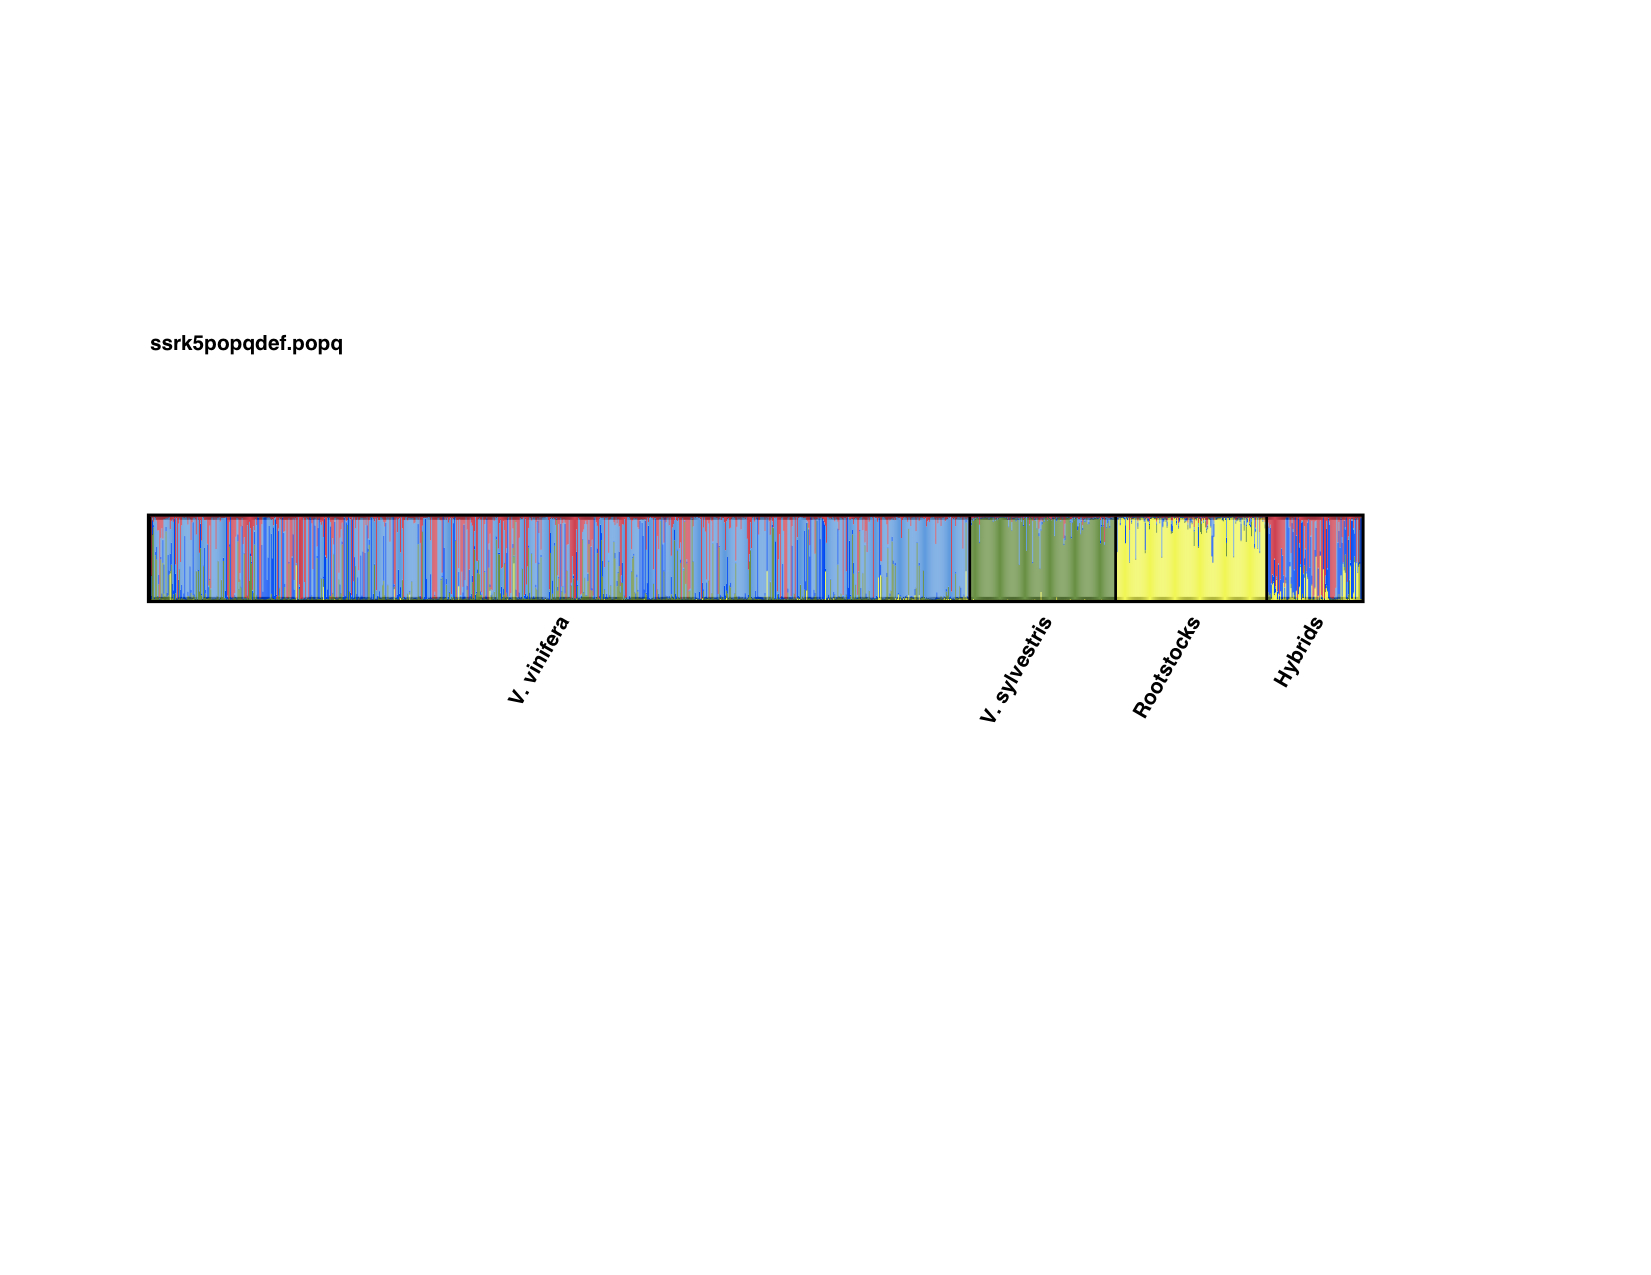 ssrk5popqdef.popq
V. vinifera
V. sylvestris
Rootstocks
Hybrids